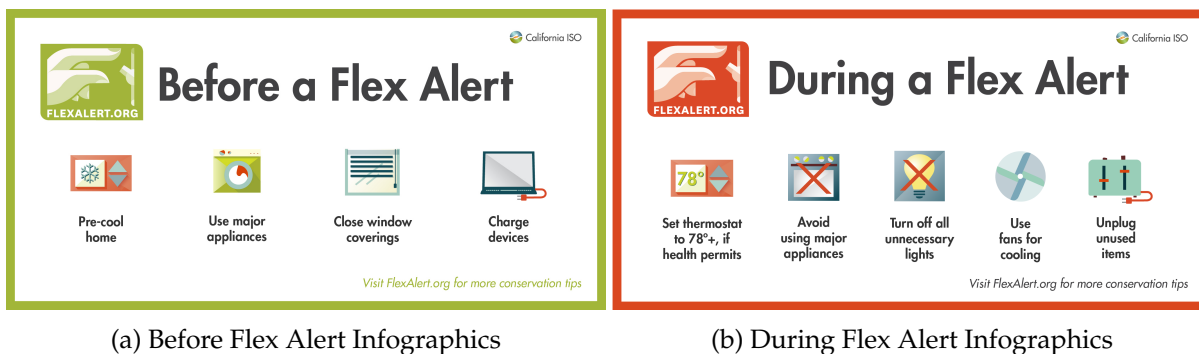 California ISO
Before a Flex Alert
FLEXALERT.ORG
Pre-cool
home
Use major
appliances
Close window
coverings
Charge
devices
Visit FlexAlert.org for more conservation tips
(a) Before Flex Alert Infographics
California ISO
During a Flex Alert
FLEXALERT.ORG
78°
Set thermostat
to 78°+, if
health permits
Avoid
using major
appliances
Turn off all
unnecessary
lights
Use
fans for
cooling
Unplug
unused
items
Visit FlexAlert.org for more conservation tips
(b) During Flex Alert Infographics